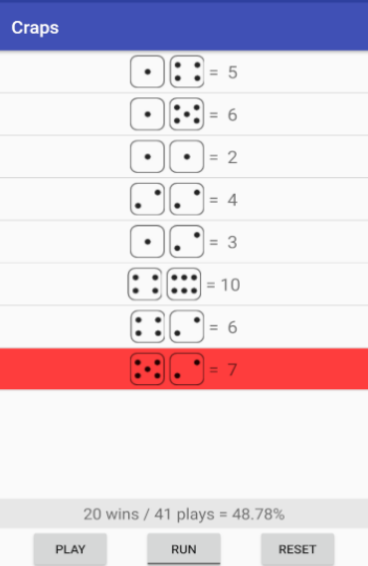 Craps
= 5
= 6
= 2
= 4
= 3
= 10
= 6
= 7
20 wins / 41 plays = 48.78%
PLAY RUN RESET